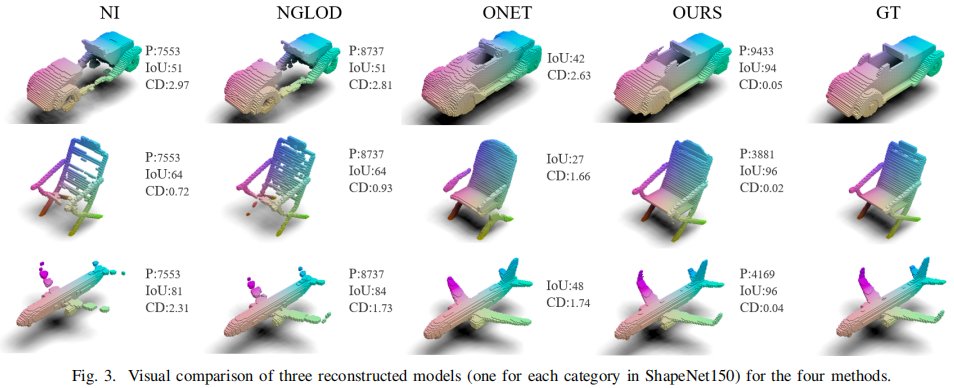 NI NGLOD ONET OURS GT
P:7553
IoU:51
CD:2.97
P:8737
IoU:51
CD:2.81
IoU:42
CD:2.63
P:9433
IoU:94
CD:0.05
P:7553
IoU:64
CD:0.72
P:8737
IoU:64
CD:0.93
IoU:27
CD:1.66
P:3881
IoU:96
CD:0.02
P:7553
IoU:81
CD:2.31
P:8737
IoU:84
CD:1.73
IoU:48
CD:1.74
P:4169
IoU:96
CD:0.04
Fig. 3. Visual comparison of three reconstructed models (one for each category in ShapeNet150) for the four methods.